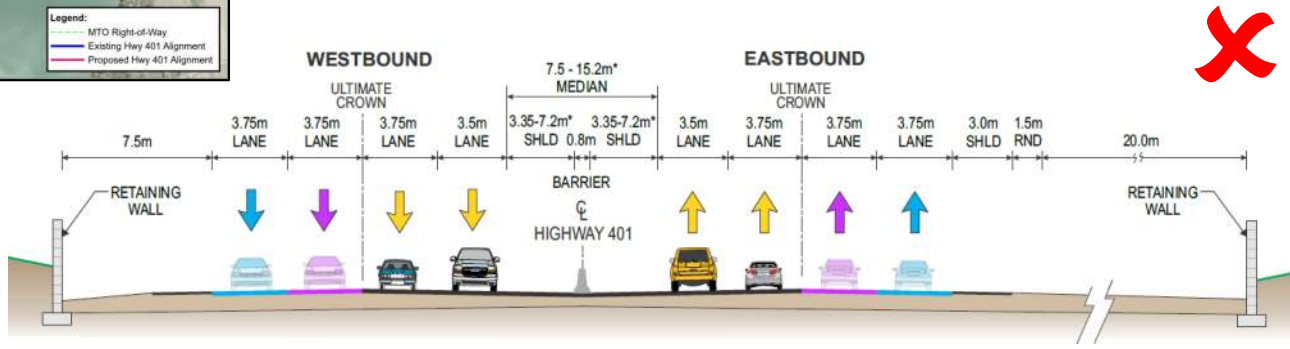 Legend:
MTO Right-of-Way
Existing Hwy 401 Alignment
Proposed Hwy 401 Alignment
WESTBOUND
EASTBOUND
7.5 - 15.2m*
MEDIAN
ULTIMATE
CROWN
ULTIMATE
CROWN
7.5m
3.75m
LANE
3.75m
LANE
3.75m
LANE
3.5m
LANE
3.35-7.2m*
SHLD
0.8m
3.35-7.2m*
SHLD
3.5m
LANE
3.75m
LANE
3.75m
LANE
3.75m
LANE
3.0m
SHLD
1.5m
RND
20.0m
RETAINING
WALL
BARRIER
℄
HIGHWAY 401
RETAINING
WALL